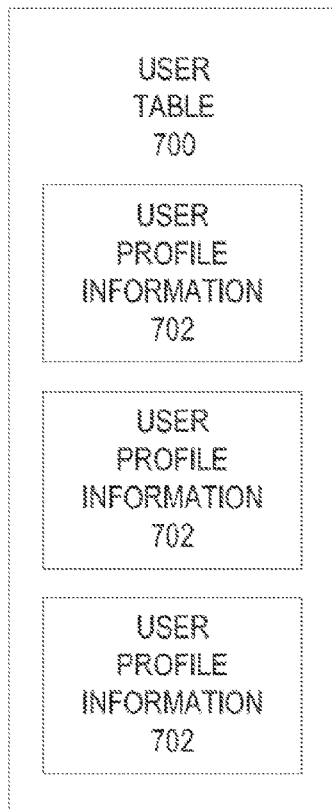 USER
TABLE
700
USER
PROFILE
INFORMATION
702
USER
PROFILE
INFORMATION
702
USER
PROFILE
INFORMATION
702